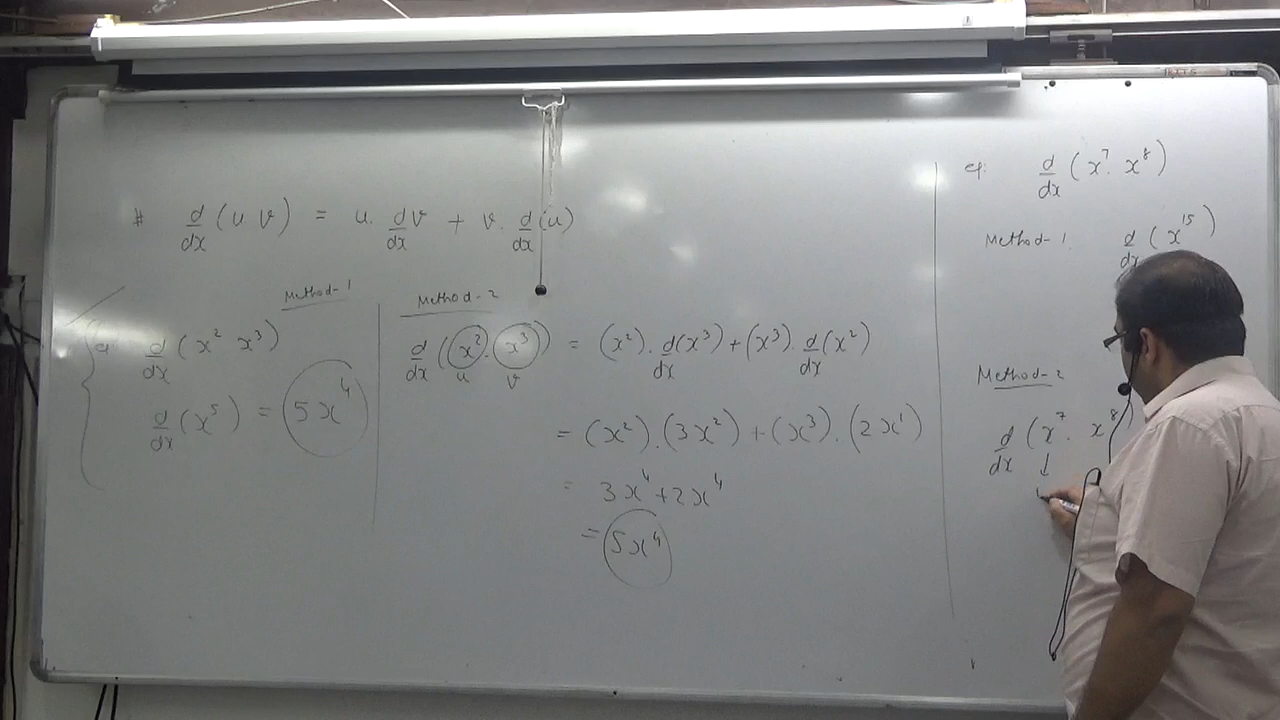 # d/dx (u v) = u. d/dx v + v. d/dx (u)
Method-1
eg: d/dx (x² x³)
d/dx (x⁵) = 5x⁴
Method-2
d/dx ((x²).(x³)) = (x²). d/dx (x³) + (x³). d/dx (x²)
u v
= (x²).(3x²) + (x³).(2x¹)
= 3x⁴ + 2x⁴
= 5x⁴
eg: d/dx (x⁷. x⁸)
Method-1. d/dx (x¹⁵)
Method-2
d/dx (x⁷. x⁸